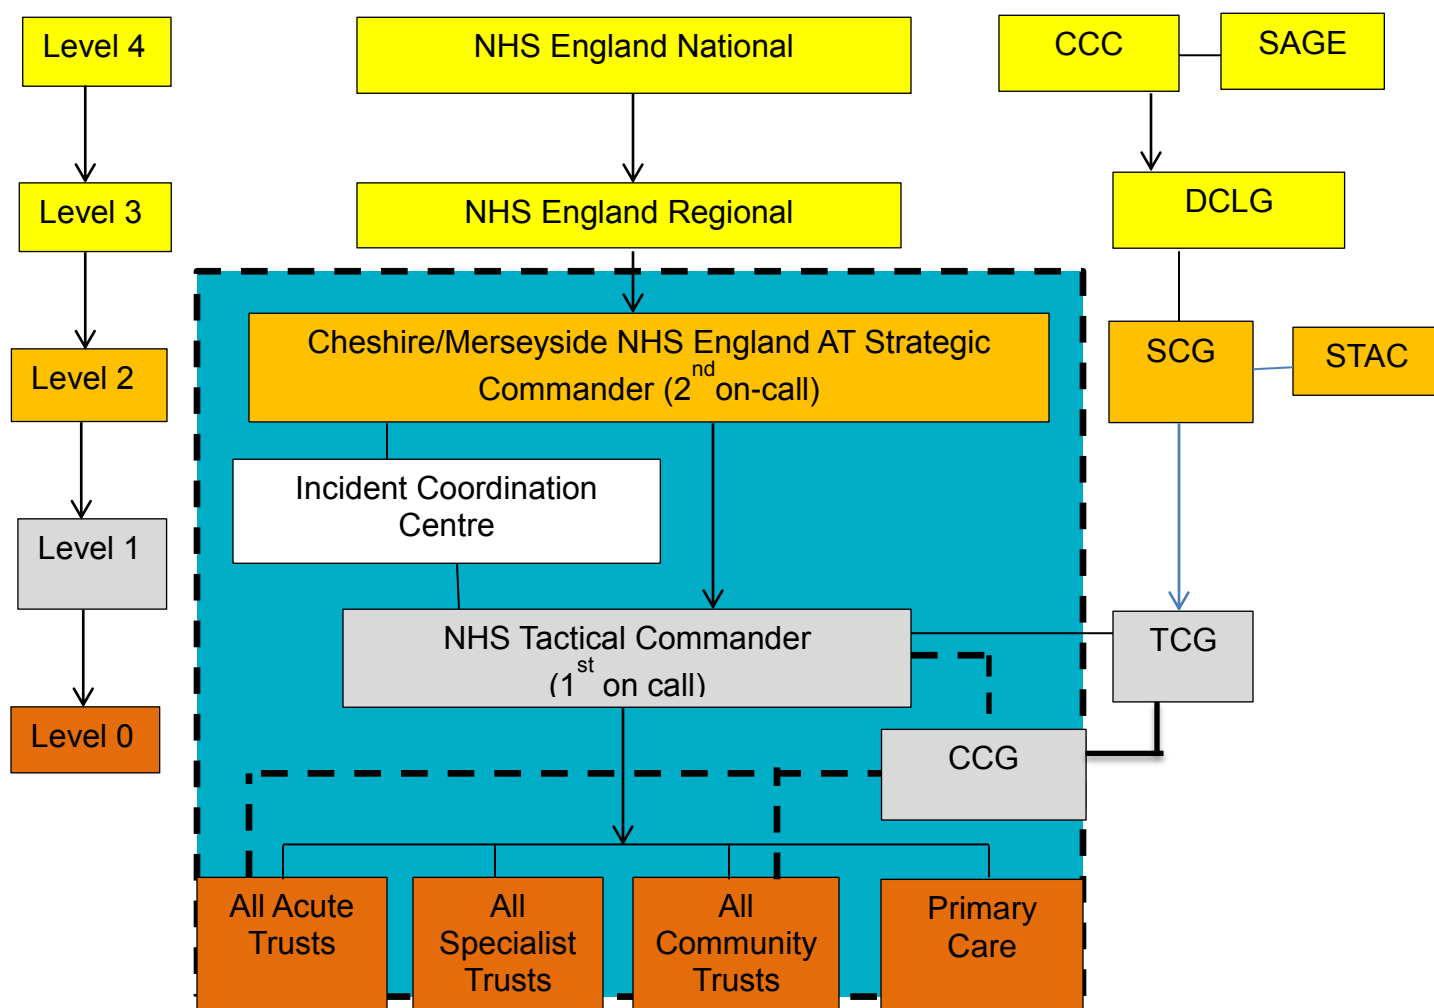 Level 4
NHS England National
CCC
SAGE
Level 3
NHS England Regional
DCLG
Level 2
Cheshire/Merseyside NHS England AT Strategic
Commander (2nd on-call)
SCG
STAC
Incident Coordination
Centre
Level 1
NHS Tactical Commander
(1st on call)
TCG
Level 0
CCG
All Acute
Trusts
All
Specialist
Trusts
All
Community
Trusts
Primary
Care